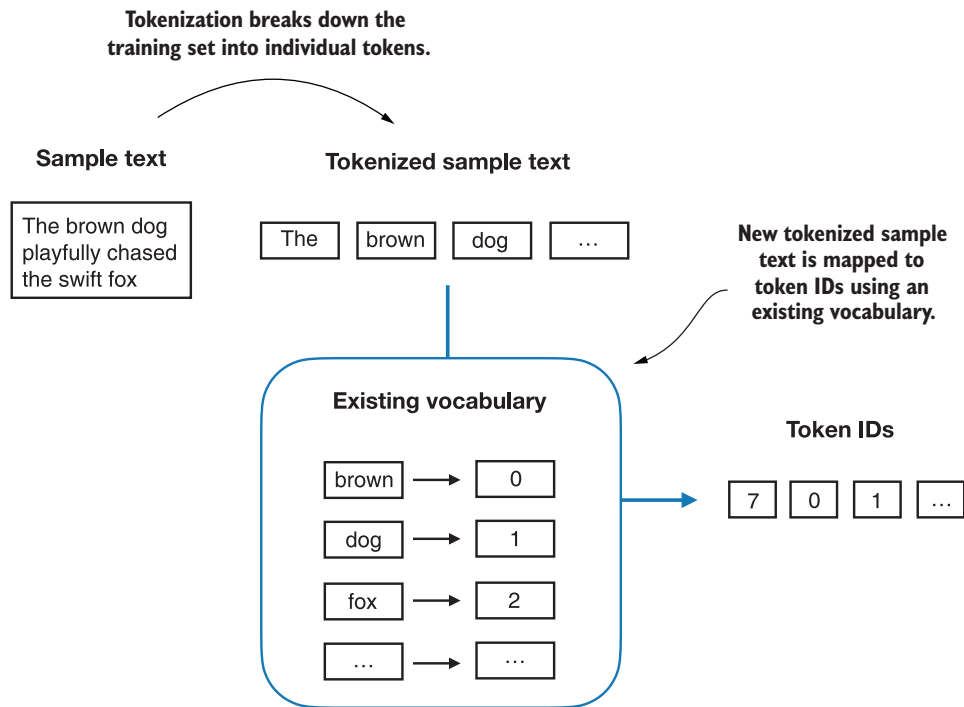 Tokenization breaks down the
training set into individual tokens.
Sample text
Tokenized sample text
The brown dog
playfully chased
the swift fox
The brown dog …
New tokenized sample
text is mapped to
token IDs using an
existing vocabulary.
Existing vocabulary
brown 0
dog 1
fox 2
… …
Token IDs
7 0 1 …